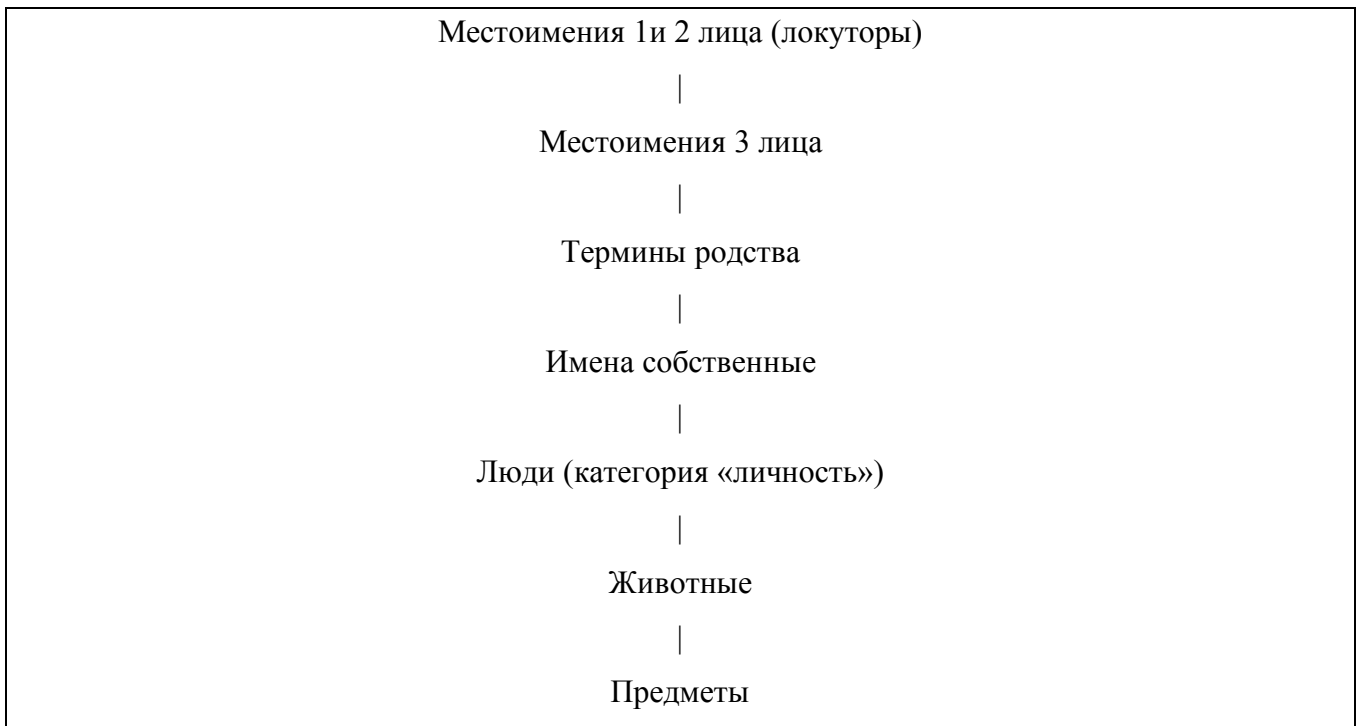 Местоимения 1и 2 лица (локуторы)
|
Местоимения 3 лица
|
Термины родства
|
Имена собственные
|
Люди (категория «личность»)
|
Животные
|
Предметы